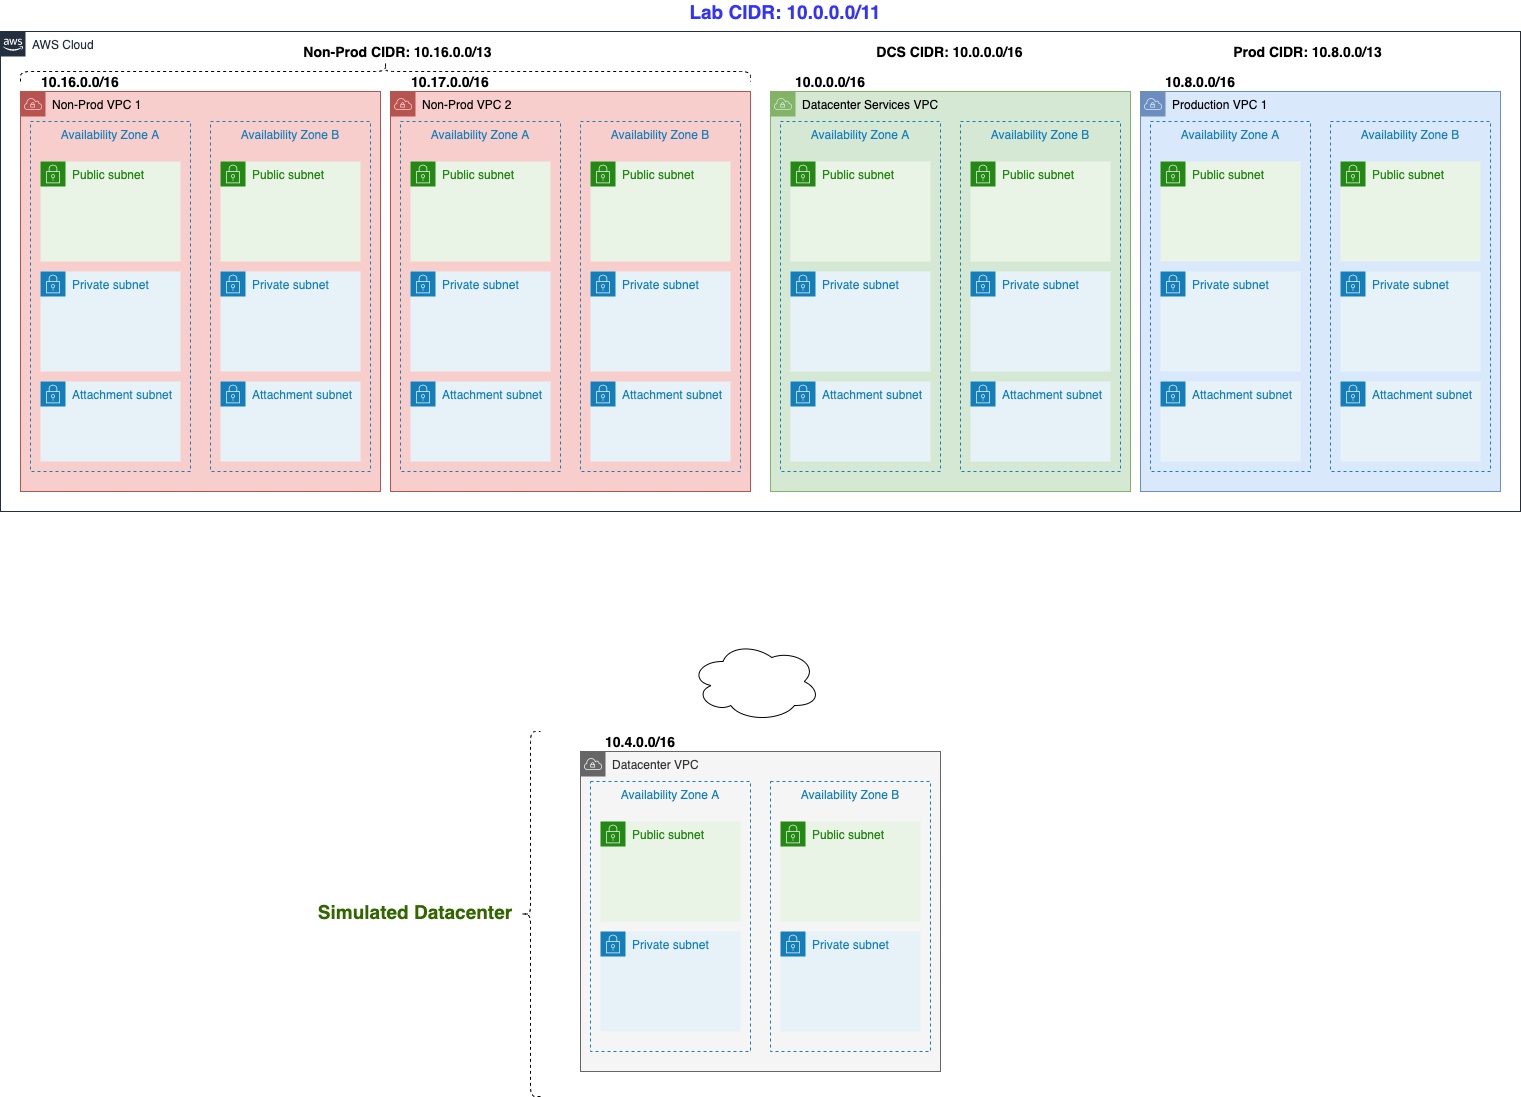 Lab CIDR: 10.0.0.0/11
aws
AWS Cloud
Non-Prod CIDR: 10.16.0.0/13
DCS CIDR: 10.0.0.0/16
Prod CIDR: 10.8.0.0/13
10.16.0.0/16
10.17.0.0/16
10.0.0.0/16
10.8.0.0/16
Non-Prod VPC 1
Non-Prod VPC 2
Datacenter Services VPC
Production VPC 1
Availability Zone A
Availability Zone B
Availability Zone A
Availability Zone B
Availability Zone A
Availability Zone B
Availability Zone A
Availability Zone B
Public subnet
Public subnet
Public subnet
Public subnet
Public subnet
Public subnet
Public subnet
Public subnet
Private subnet
Private subnet
Private subnet
Private subnet
Private subnet
Private subnet
Private subnet
Private subnet
Attachment subnet
Attachment subnet
Attachment subnet
Attachment subnet
Attachment subnet
Attachment subnet
Attachment subnet
Attachment subnet
10.4.0.0/16
Datacenter VPC
Availability Zone A
Availability Zone B
Public subnet
Public subnet
Simulated Datacenter
Private subnet
Private subnet